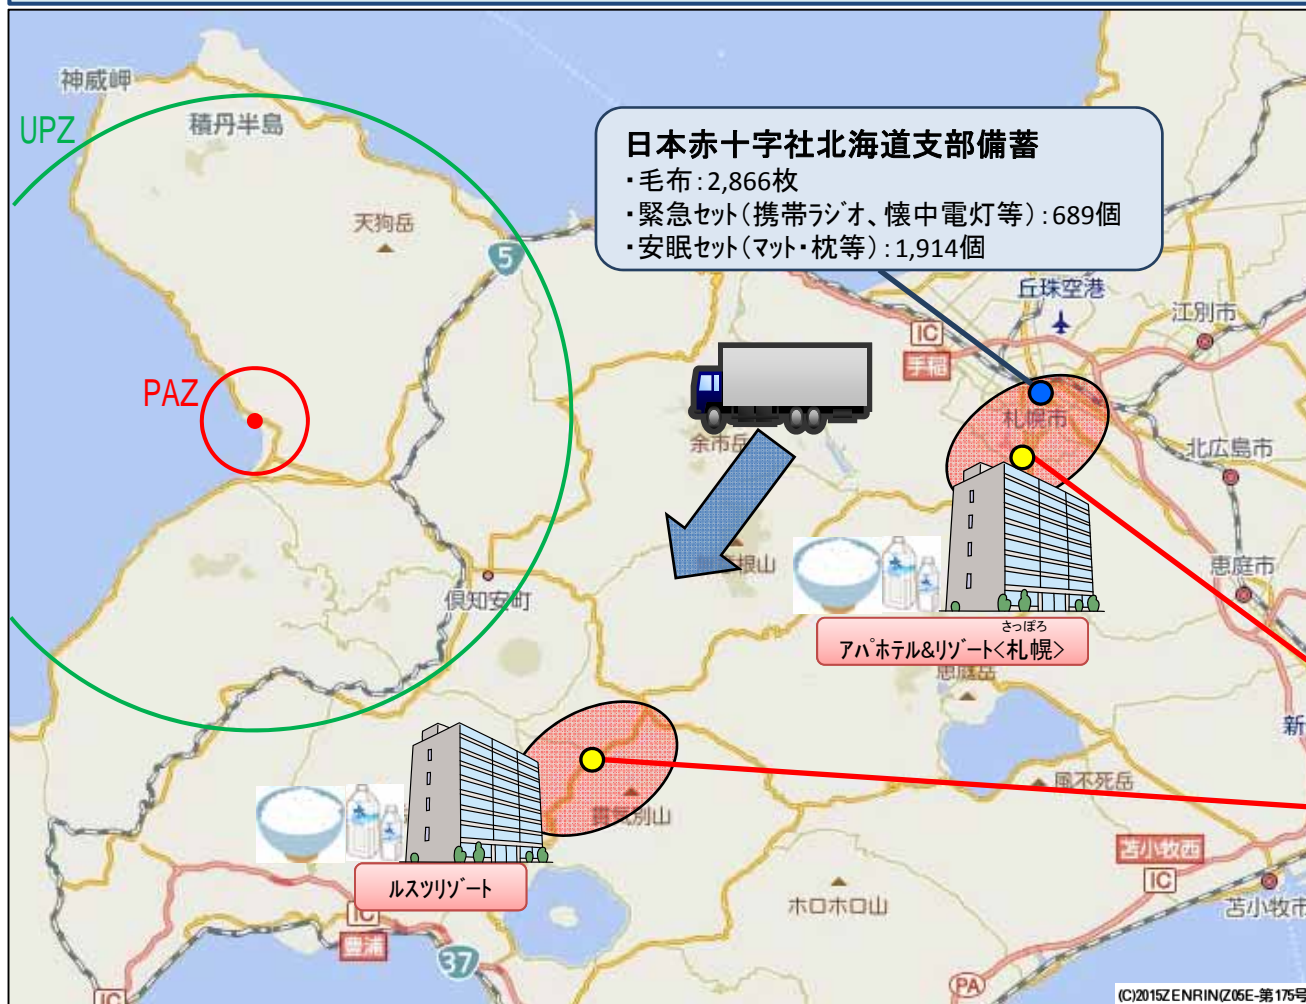 神威岬
UPZ
積丹半島
日本赤十字社北海道支部備蓄
・毛布：2,866枚
・緊急セット（携帯ラジオ、懐中電灯等）：689個
・安眠セット（マット・枕等）：1,914個
天狗岳
5
丘珠空港
江別市
IC
手稲
PAZ
札幌市
余市岳
北広島市
恵庭市
倶知安町
さっぽろ
アパホテル&リゾート<札幌>
恵庭岳
新
風不死岳
貫気別山
苫小牧西
IC
ルスツリゾート
ホロホロ山
苫小牧市
IC
豊浦
37
PA
IC
(C)2015ZENRIN(Z05E-第175号